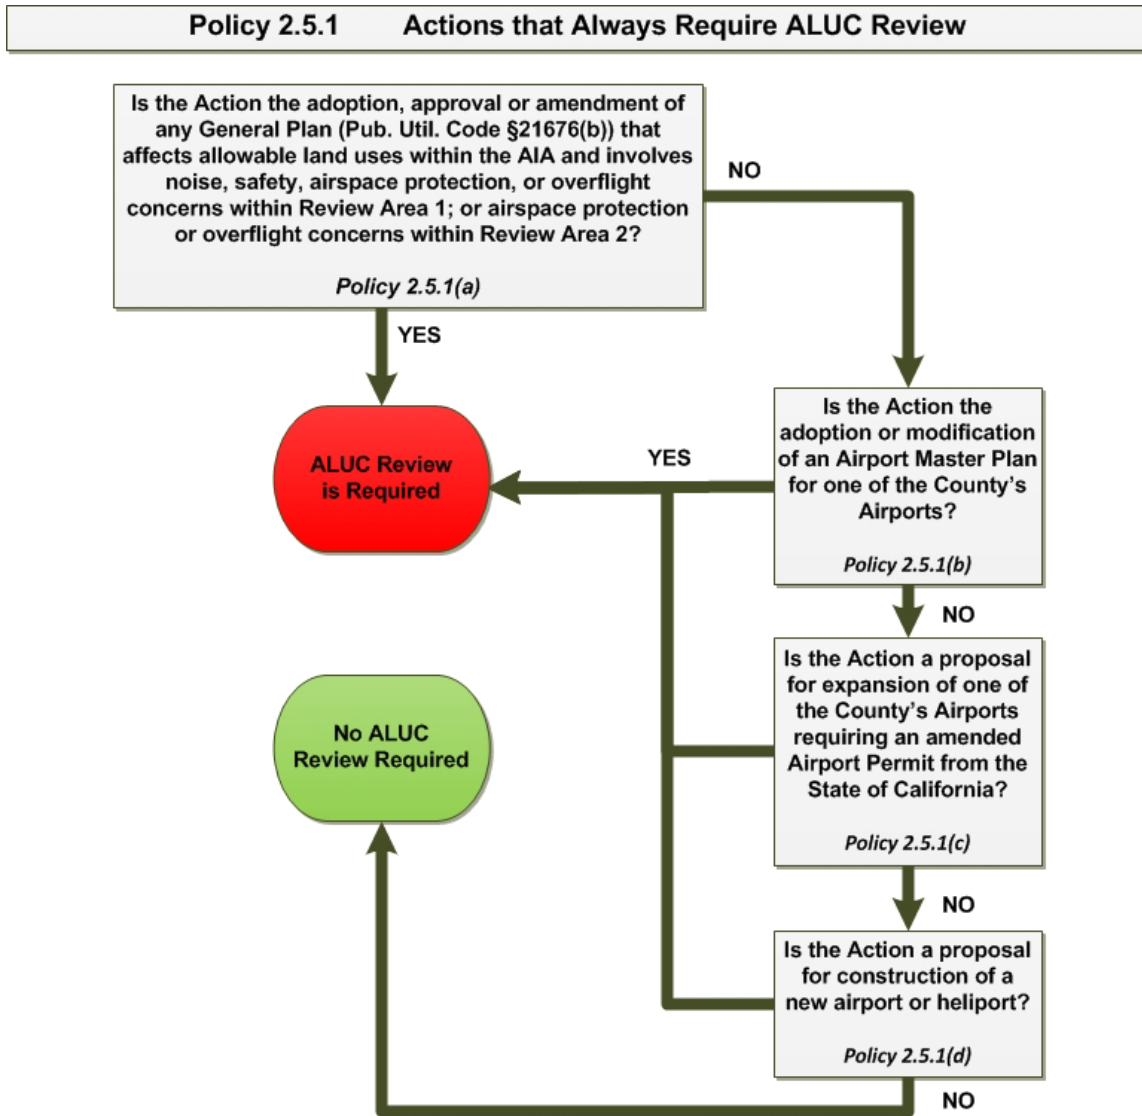 Policy 2.5.1 Actions that Always Require ALUC Review
Is the Action the adoption, approval or amendment of
any General Plan (Pub. Util. Code §21676(b)) that
affects allowable land uses within the AIA and involves
noise, safety, airspace protection, or overflight
concerns within Review Area 1; or airspace protection
or overflight concerns within Review Area 2?
Policy 2.5.1(a)
NO
YES
ALUC Review
is Required
YES
Is the Action the
adoption or modification
of an Airport Master Plan
for one of the County's
Airports?
Policy 2.5.1(b)
NO
Is the Action a proposal
for expansion of one of
the County's Airports
requiring an amended
Airport Permit from the
State of California?
Policy 2.5.1(c)
No ALUC
Review Required
NO
Is the Action a proposal
for construction of a
new airport or heliport?
Policy 2.5.1(d)
NO